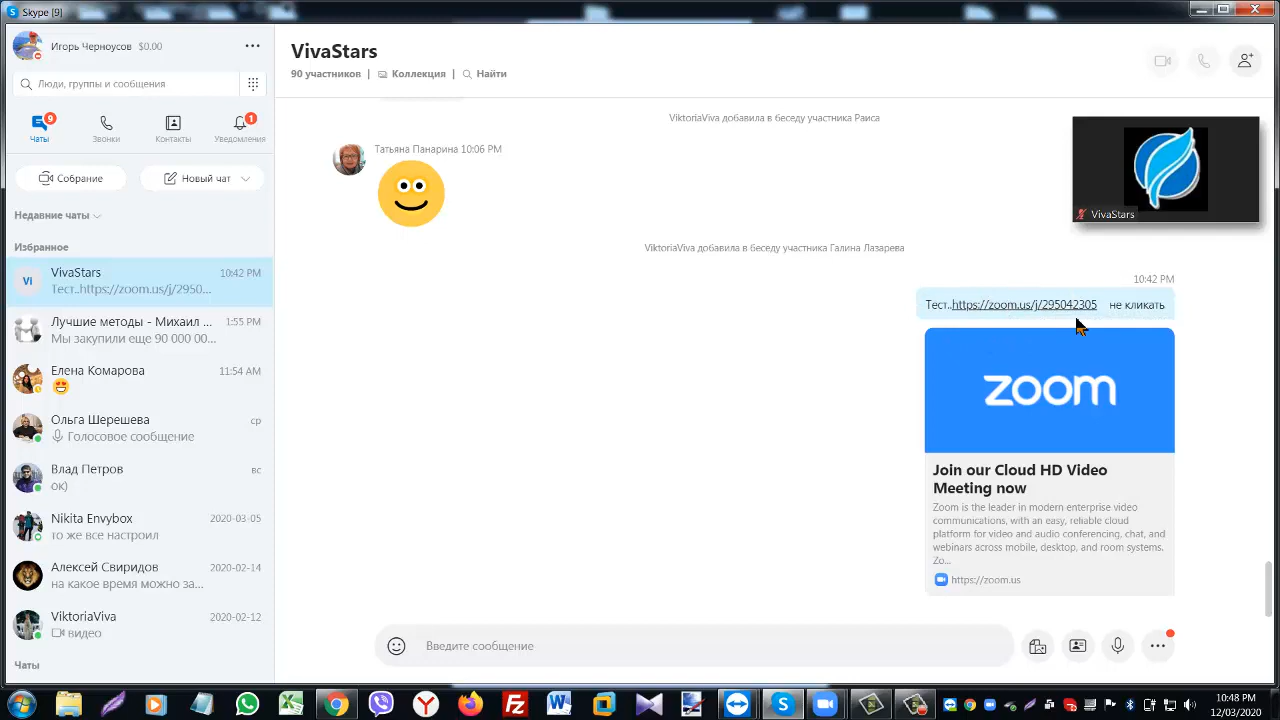 Skype [9]
Игорь Черноусов $0.00
Люди, группы и сообщения
9
1
Чаты
Звонки
Контакты
Уведомления
Собрание
Новый чат
Недавние чаты
Избранное
VI
VivaStars
10:42 PM
Тест..https://zoom.us/j/2950...
Лучшие методы - Михаил ...
1:55 PM
Мы закупили еще 90 000 00...
Елена Комарова
11:54 AM
Ольга Шерешева
ср
Голосовое сообщение
Влад Петров
вс
ок)
Nikita Envybox
2020-03-05
то же все настроил
Алексей Свиридов
2020-02-14
на какое время можно за...
ViktoriaViva
2020-02-12
видео
Чаты
VivaStars
90 участников | Коллекция | Найти
ViktoriaViva добавила в беседу участника Раиса
Татьяна Панарина 10:06 PM
VivaStars
ViktoriaViva добавила в беседу участника Галина Лазарева
10:42 PM
Тест..https://zoom.us/j/295042305 не кликать
zoom
Join our Cloud HD Video
Meeting now
Zoom is the leader in modern enterprise video
communications, with an easy, reliable cloud
platform for video and audio conferencing, chat, and
webinars across mobile, desktop, and room systems.
Zo...
https://zoom.us
Введите сообщение
10:48 PM
12/03/2020